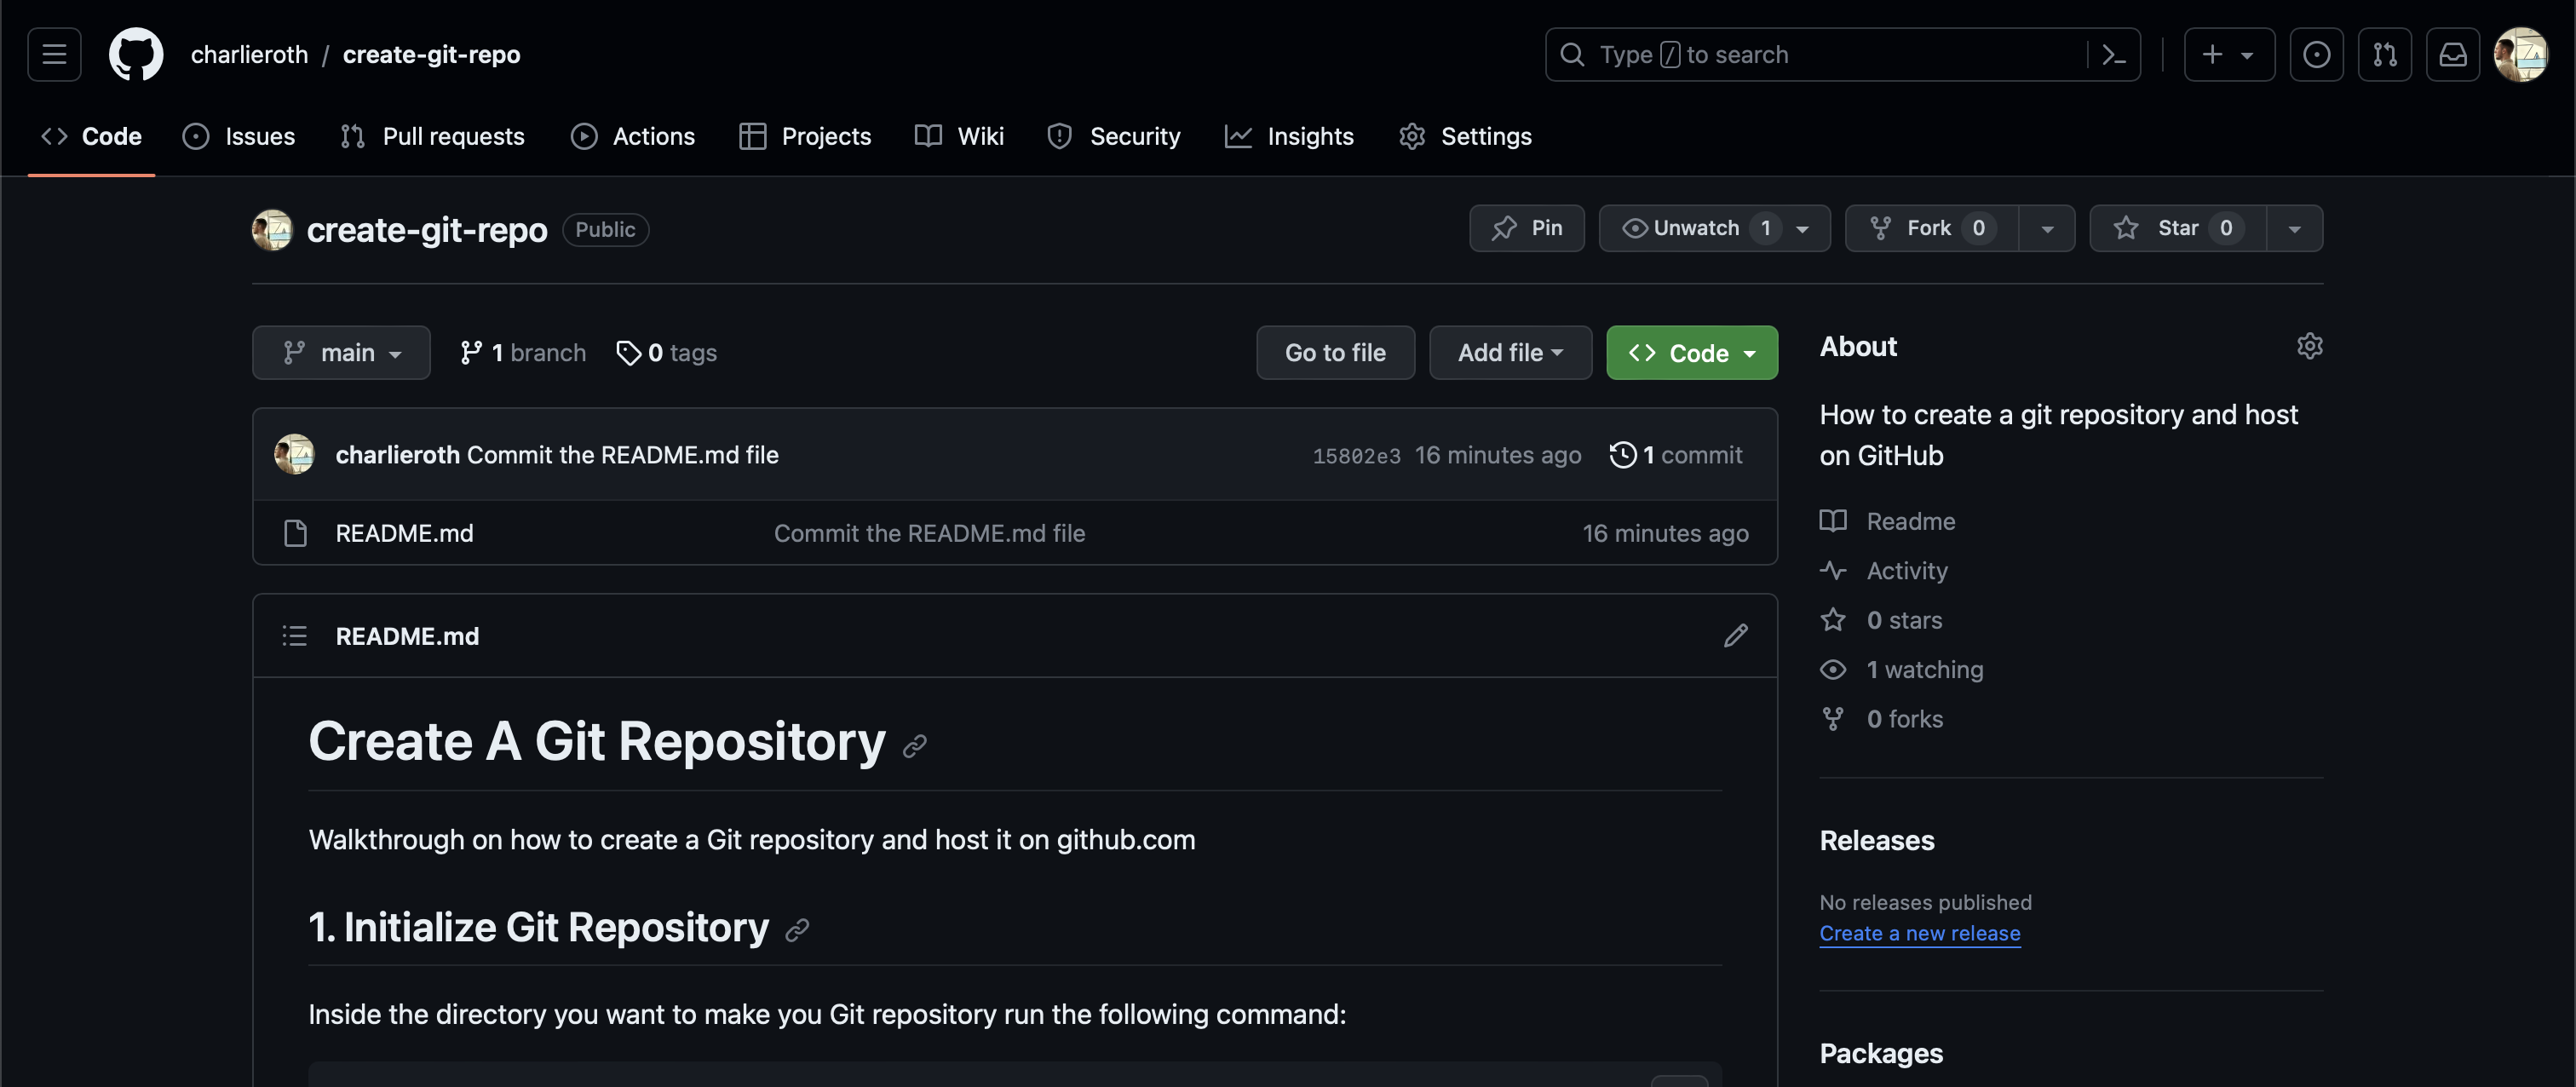 charlieroth / create-git-repo
Type / to search
Code Issues Pull requests Actions Projects Wiki Security Insights Settings
create-git-repo Public
Pin Unwatch 1 Fork 0 Star 0
main 1 branch 0 tags Go to file Add file Code
charlieroth Commit the README.md file 15802e3 16 minutes ago 1 commit
README.md Commit the README.md file 16 minutes ago
README.md
Create A Git Repository
Walkthrough on how to create a Git repository and host it on github.com
1. Initialize Git Repository
Inside the directory you want to make you Git repository run the following command:
About
How to create a git repository and host
on GitHub
Readme
Activity
0 stars
1 watching
0 forks
Releases
No releases published
Create a new release
Packages